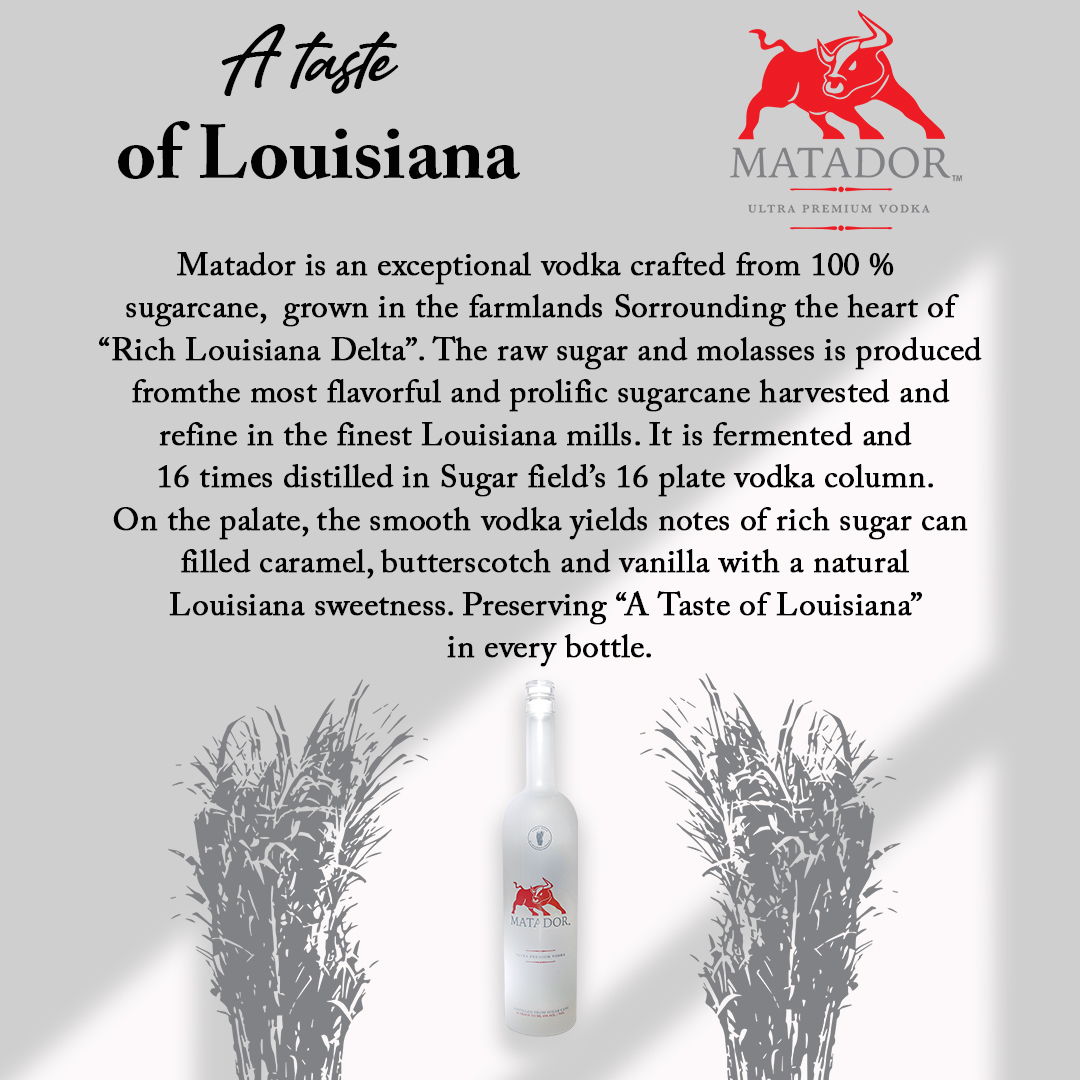 A taste
of Louisiana
MATADOR™
ULTRA PREMIUM VODKA
Matador is an exceptional vodka crafted from 100 %
sugarcane,  grown in the farmlands Sorrounding the heart of
“Rich Louisiana Delta”. The raw sugar and molasses is produced
fromthe most flavorful and prolific sugarcane harvested and
refine in the finest Louisiana mills. It is fermented and
16 times distilled in Sugar field’s 16 plate vodka column.
On the palate, the smooth vodka yields notes of rich sugar can
filled caramel, butterscotch and vanilla with a natural
Louisiana sweetness. Preserving “A Taste of Louisiana”
in every bottle.
MATADOR
ULTRA PREMIUM VODKA